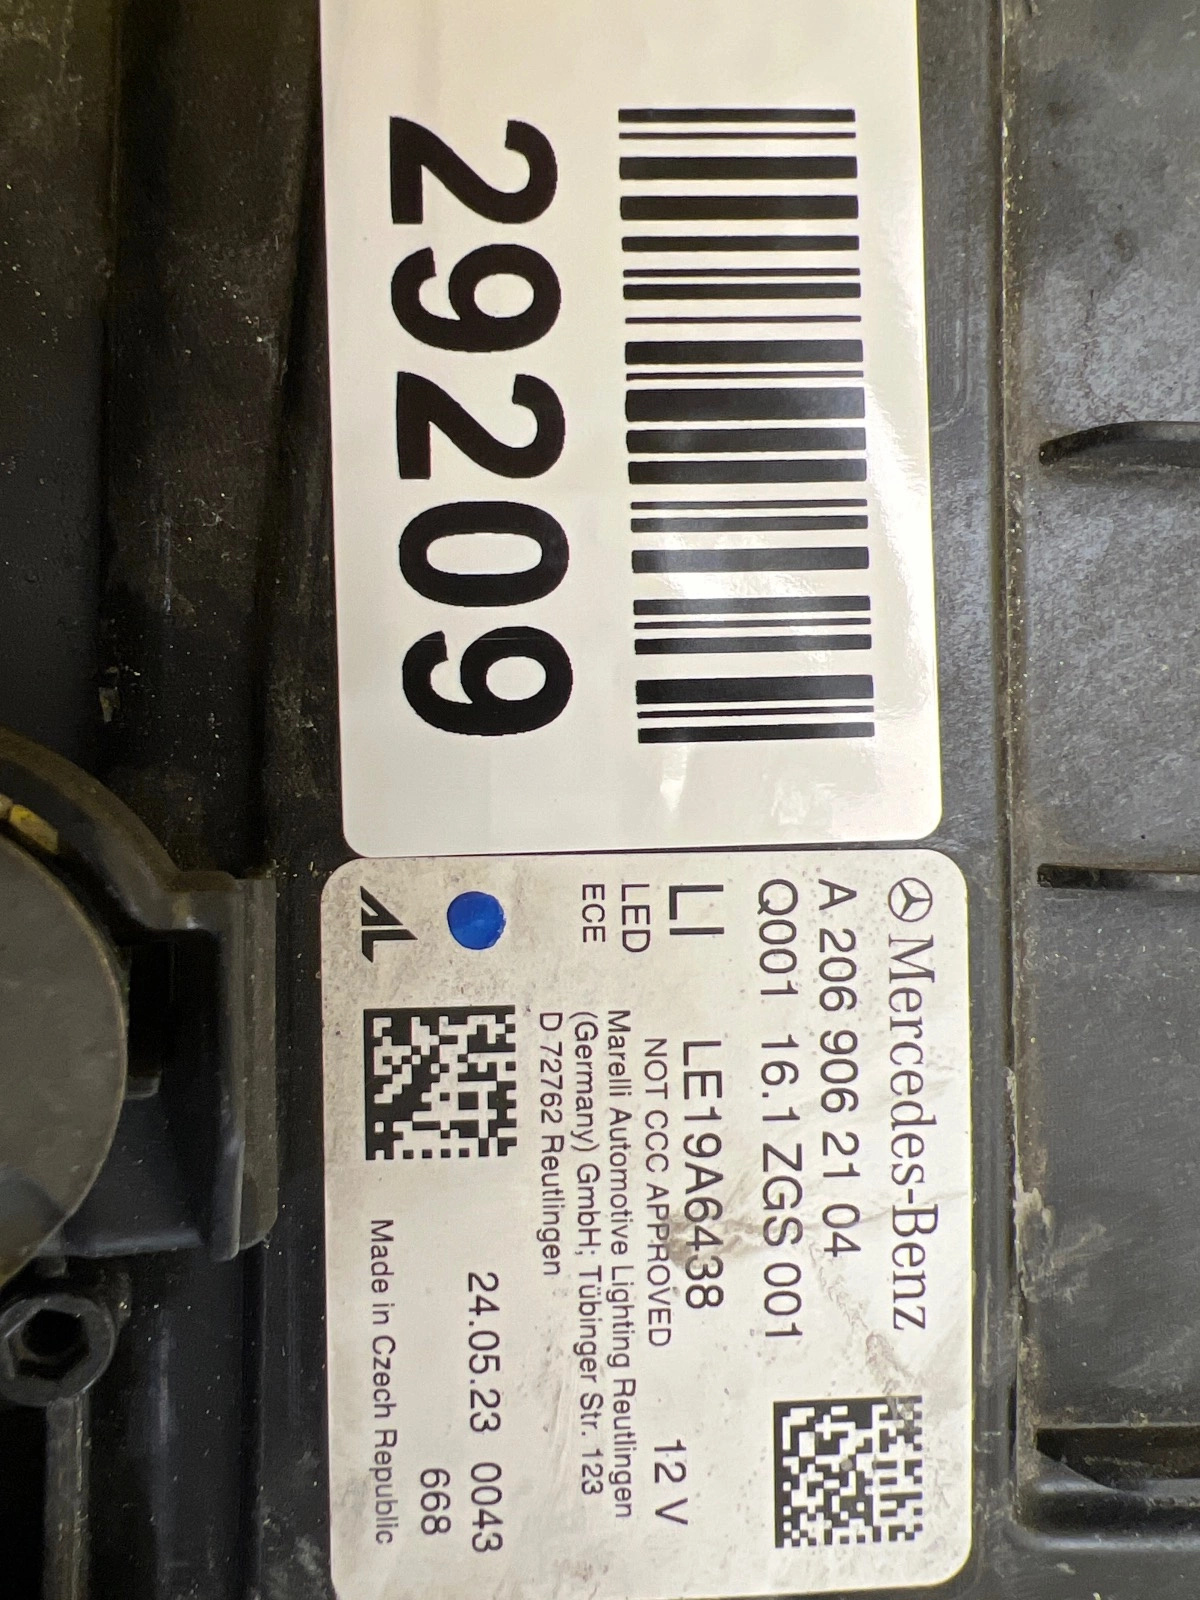 29209
Mercedes-Benz
A 206 906 21 04
Q001 16.1 ZGS 001
LI LE19A6438 12 V
LED NOT CCC APPROVED
ECE Marelli Automotive Lighting Reutlingen
(Germany) GmbH; Tübinger Str. 123
D 72762 Reutlingen
24.05.23 0043
668
AL
Made in Czech Republic